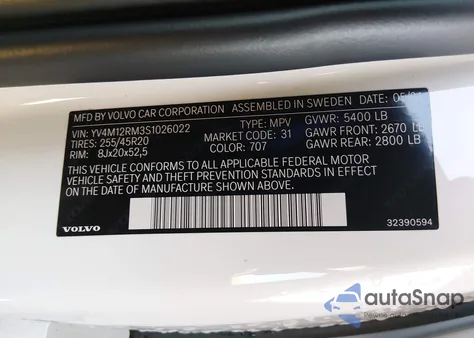 MFD BY VOLVO CAR CORPORATION ASSEMBLED IN SWEDEN DATE 05/
VIN: YV4M12RM3S1026022 TYPE: MPV GVWR: 5400 LB
TIRES: 255/45R20 MARKET CODE: 31 GAWR FRONT: 2670 LB
RIM: 8Jx20x52,5 COLOR: 707 GAWR REAR: 2800 LB
THIS VEHICLE CONFORMS TO ALL APPLICABLE FEDERAL MOTOR
VEHICLE SAFETY AND THEFT PREVENTION STANDARDS IN EFFECT ON
THE DATE OF MANUFACTURE SHOWN ABOVE.
VOLVO 32390594
autoSnap